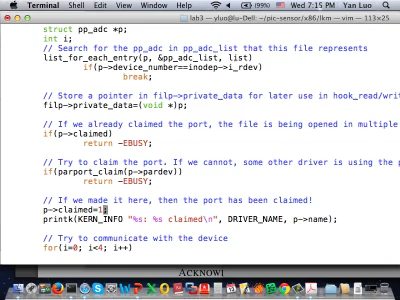 Terminal Shell Edit View Window Help (99%) Wed 7:15 PM Yan Luo
lab3 — yluo@lu-Dell: ~/pic-sensor/x86/lkm — vim — 113×25
struct pp_adc *p;
int i;
// Search for the pp_adc in pp_adc_list that this file represents
list_for_each_entry(p, &pp_adc_list, list)
if(p->device_number==inodep->i_rdev)
break;
// Store a pointer in filp->private_data for later use in hook_read/writ
filp->private_data=(void *)p;
// If we already claimed the port, the file is being opened in multiple
if(p->claimed)
return -EBUSY;
// Try to claim the port. If we cannot, some other driver is using the p
if(parport_claim(p->pardev))
return -EBUSY;
// If we made it here, then the port has been claimed!
p->claimed=1;
printk(KERN_INFO "%s: %s claimed\n", DRIVER_NAME, p->name);
// Try to communicate with the device
for(i=0; i<4; i++)
ACKNOWL